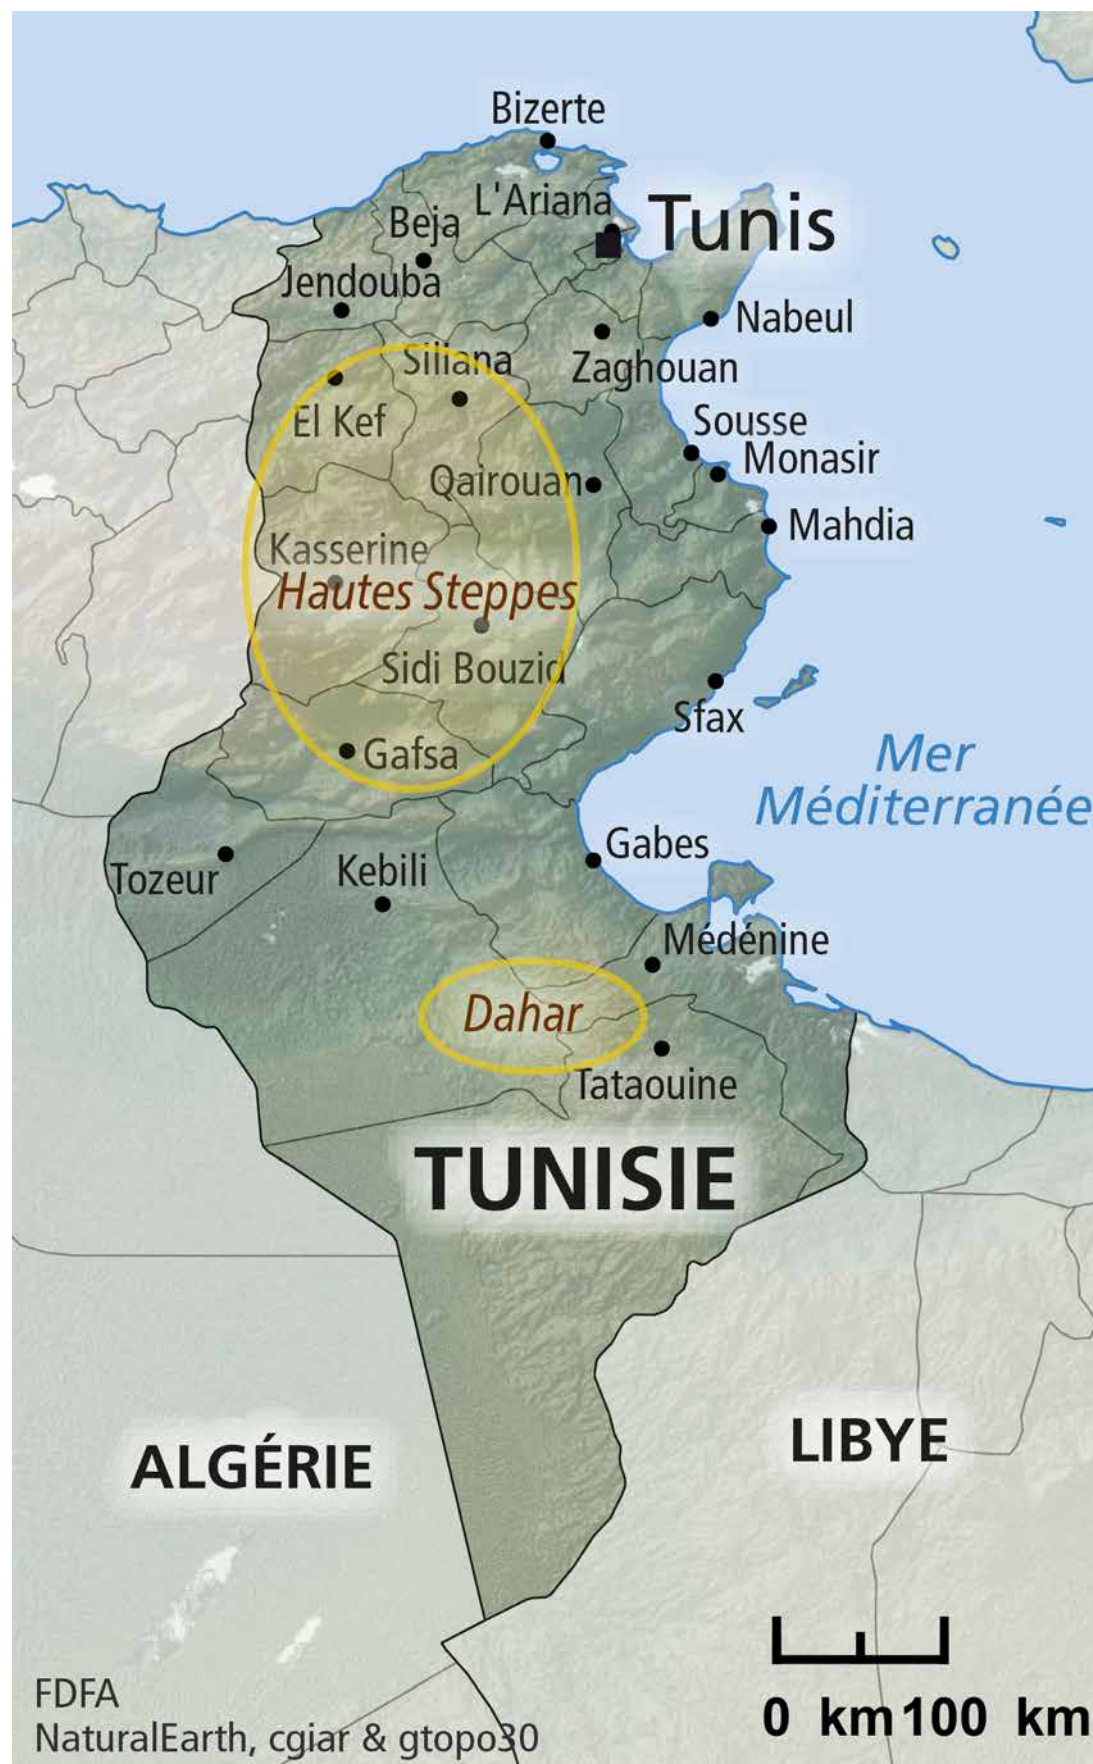 Bizerte
L'Ariana
Tunis
Beja
Jendouba
Nabeul
Siliana
Zaghouan
El Kef
Sousse
Monasir
Qairouan
Mahdia
Kasserine
Hautes Steppes
Sidi Bouzid
Sfax
Gafsa
Mer
Méditerranée
Gabes
Tozeur
Kebili
Médénine
Dahar
Tataouine
TUNISIE
ALGÉRIE
LIBYE
FDFA
NaturalEarth, cgiar & gtopo30
0 km 100 km